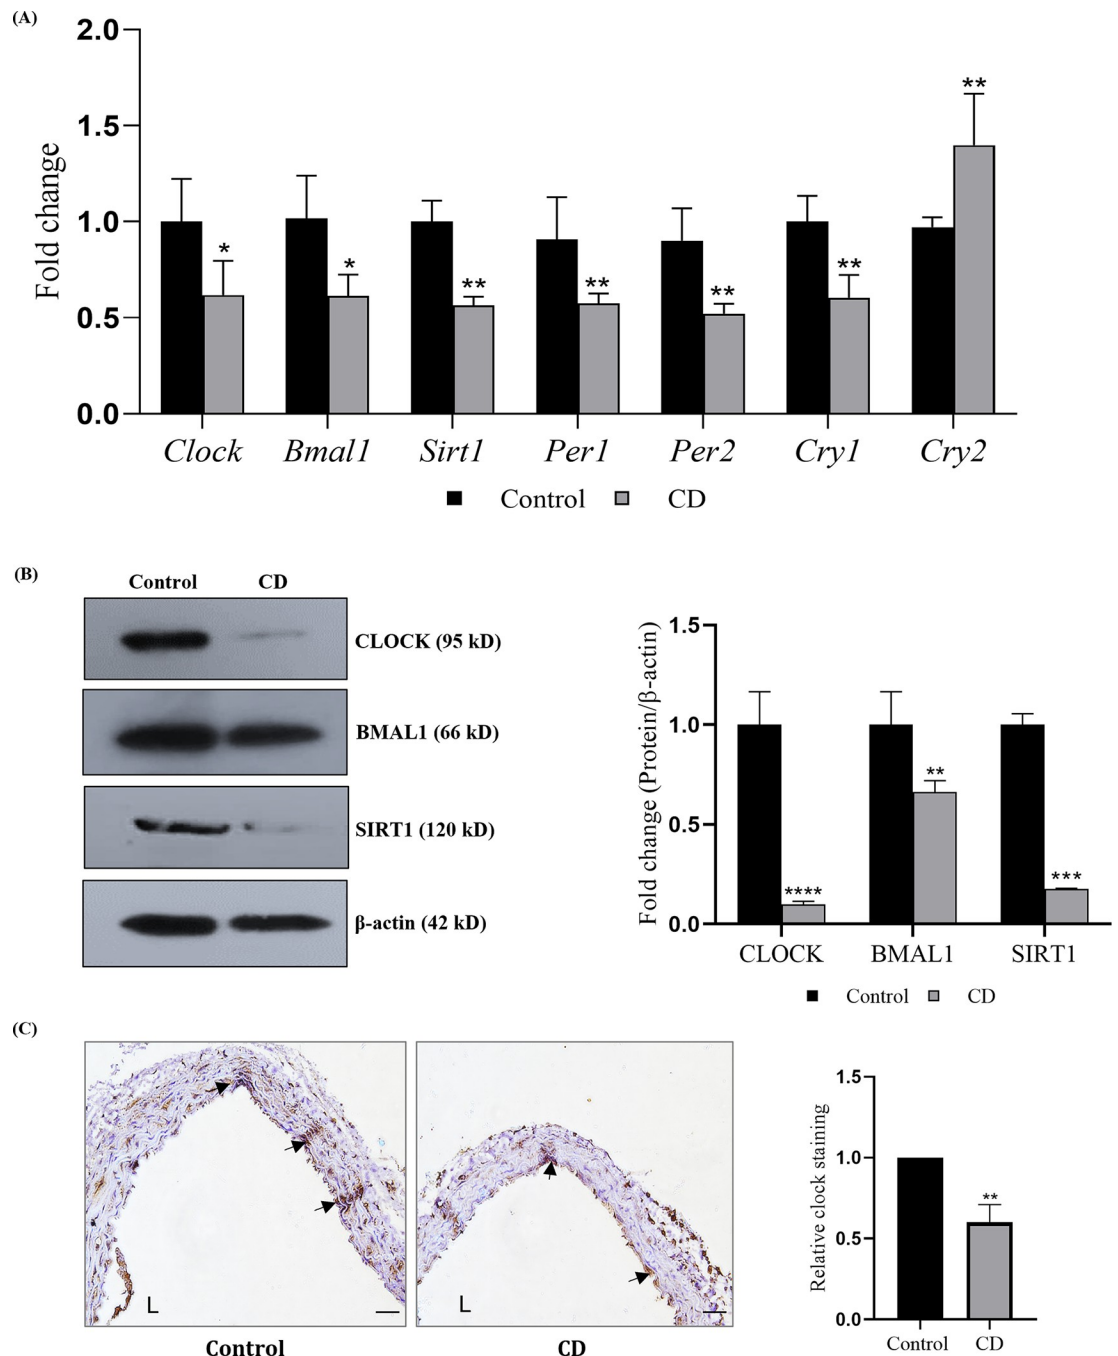 (A)
2.0
1.5
1.0
0.5
0.0
Fold change
* * ** ** ** ** **
Clock Bmal1 Sirt1 Per1 Per2 Cry1 Cry2
Control CD
(B)
Control CD
CLOCK (95 kD)
BMAL1 (66 kD)
SIRT1 (120 kD)
β-actin (42 kD)
Fold change (Protein/β-actin)
1.5
1.0
0.5
0.0
**** ** ***
CLOCK BMAL1 SIRT1
Control CD
(C)
L
Control
L
CD
Relative clock staining
1.5
1.0
0.5
0.0
**
Control CD